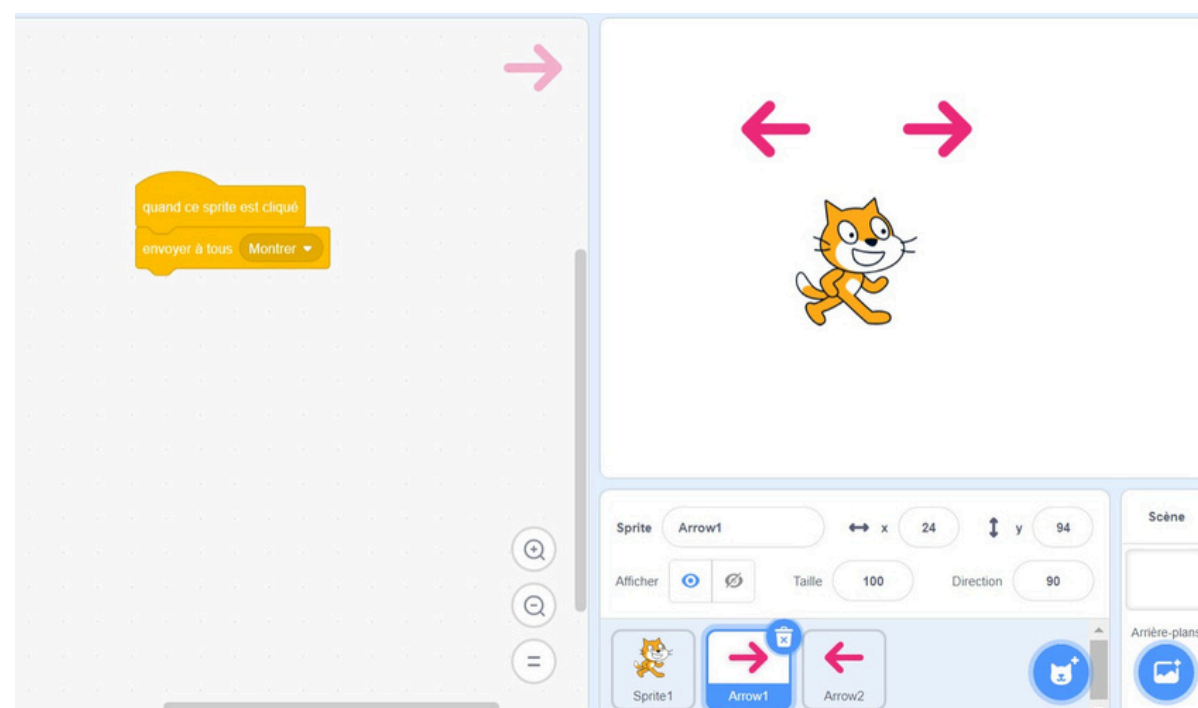 quand ce sprite est cliqué
envoyer à tous Montrer
Sprite Arrow1 x 24 y 94
Afficher Taille 100 Direction 90
Sprite1 Arrow1 Arrow2
Scène
Arrière-plans